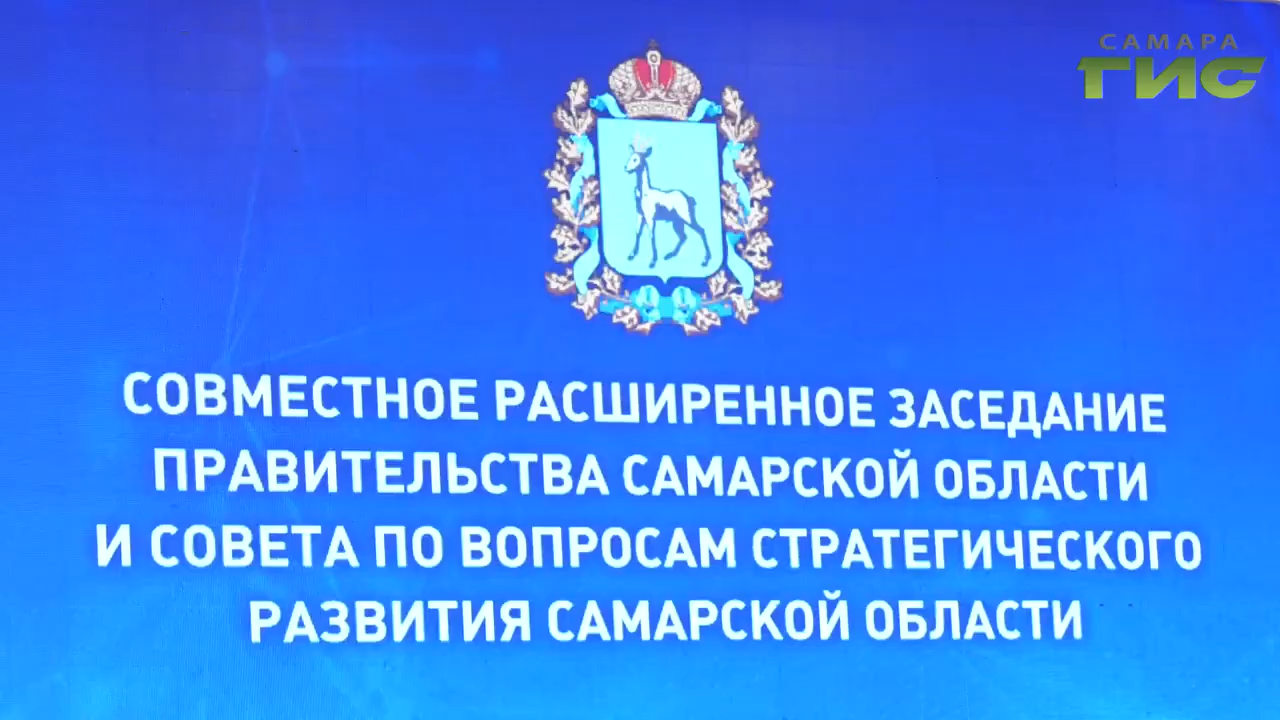 САМАРА
ГИС
СОВМЕСТНОЕ РАСШИРЕННОЕ ЗАСЕДАНИЕ
ПРАВИТЕЛЬСТВА САМАРСКОЙ ОБЛАСТИ
И СОВЕТА ПО ВОПРОСАМ СТРАТЕГИЧЕСКОГО
РАЗВИТИЯ САМАРСКОЙ ОБЛАСТИ